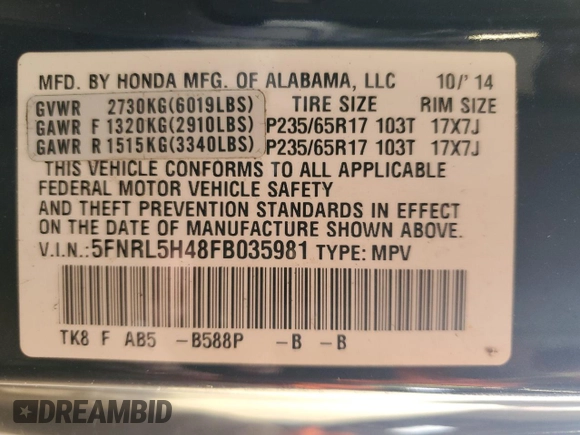 MFD. BY HONDA MFG. OF ALABAMA, LLC 10/'14
GVWR 2730KG(6019LBS) TIRE SIZE RIM SIZE
GAWR F 1320KG(2910LBS) P235/65R17 103T 17X7J
GAWR R 1515KG(3340LBS) P235/65R17 103T 17X7J
THIS VEHICLE CONFORMS TO ALL APPLICABLE
FEDERAL MOTOR VEHICLE SAFETY
AND THEFT PREVENTION STANDARDS IN EFFECT
ON THE DATE OF MANUFACTURE SHOWN ABOVE.
V.I.N.:5FNRL5H48FB035981 TYPE: MPV
TK8 F AB5 -B588P -B -B
DREAMBID